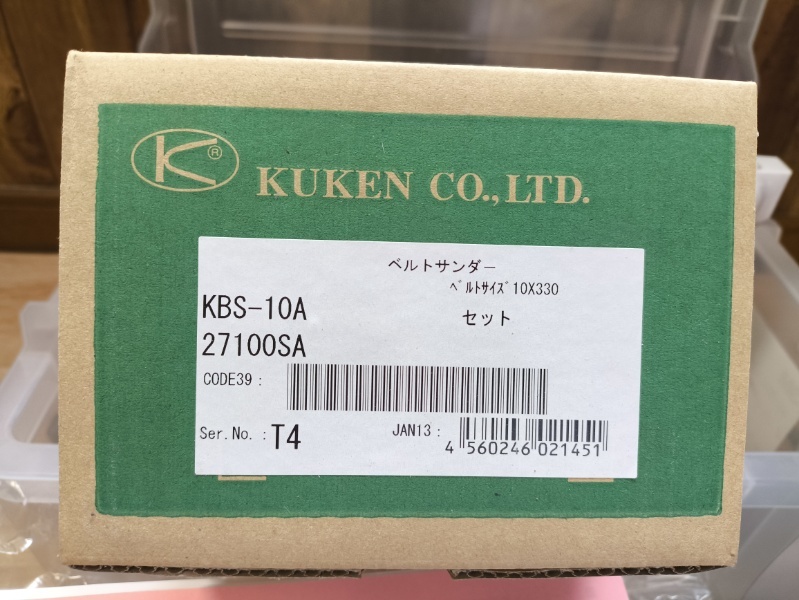 K®
KUKEN CO.,LTD.
ベルトサンダー
ベルトサイズ 10X330
KBS-10A
セット
27100SA
CODE39 :
Ser.No. : T4
JAN13 :
4 560246 021451